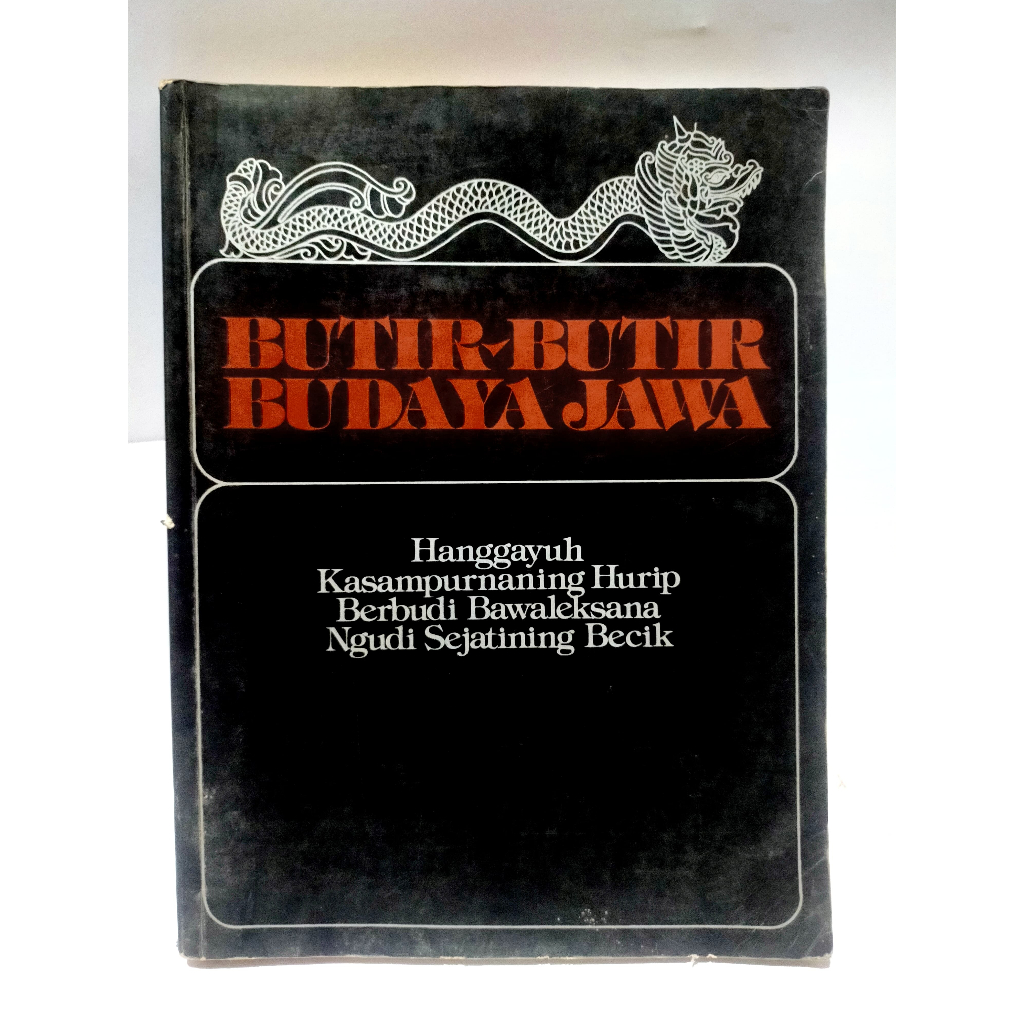 BUTIR-BUTIR
BUDAYA JAWA
Hanggayuh
Kasampurnaning Hurip
Berbudi Bawaleksana
Ngudi Sejatining Becik